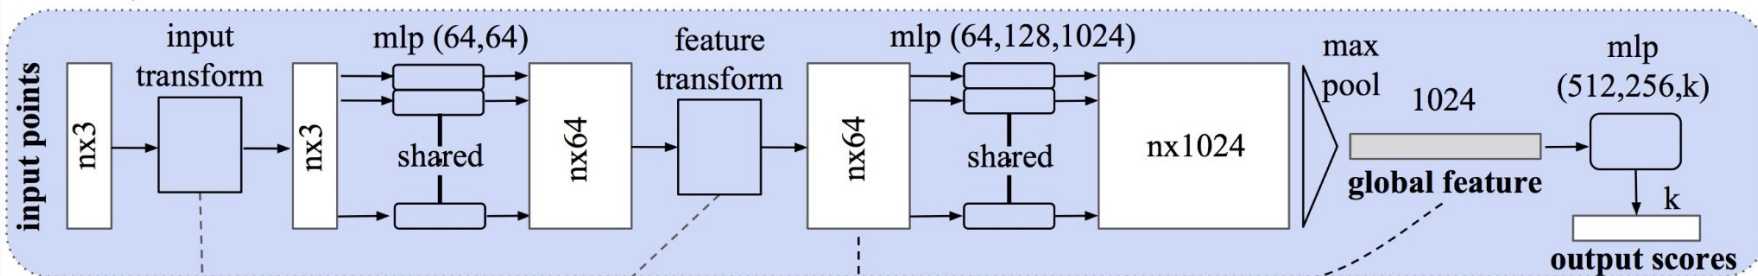 input points
nx3
input
transform
nx3
mlp (64,64)
shared
nx64
feature
transform
nx64
mlp (64,128,1024)
shared
nx1024
max
pool
1024
global feature
mlp
(512,256,k)
k
output scores